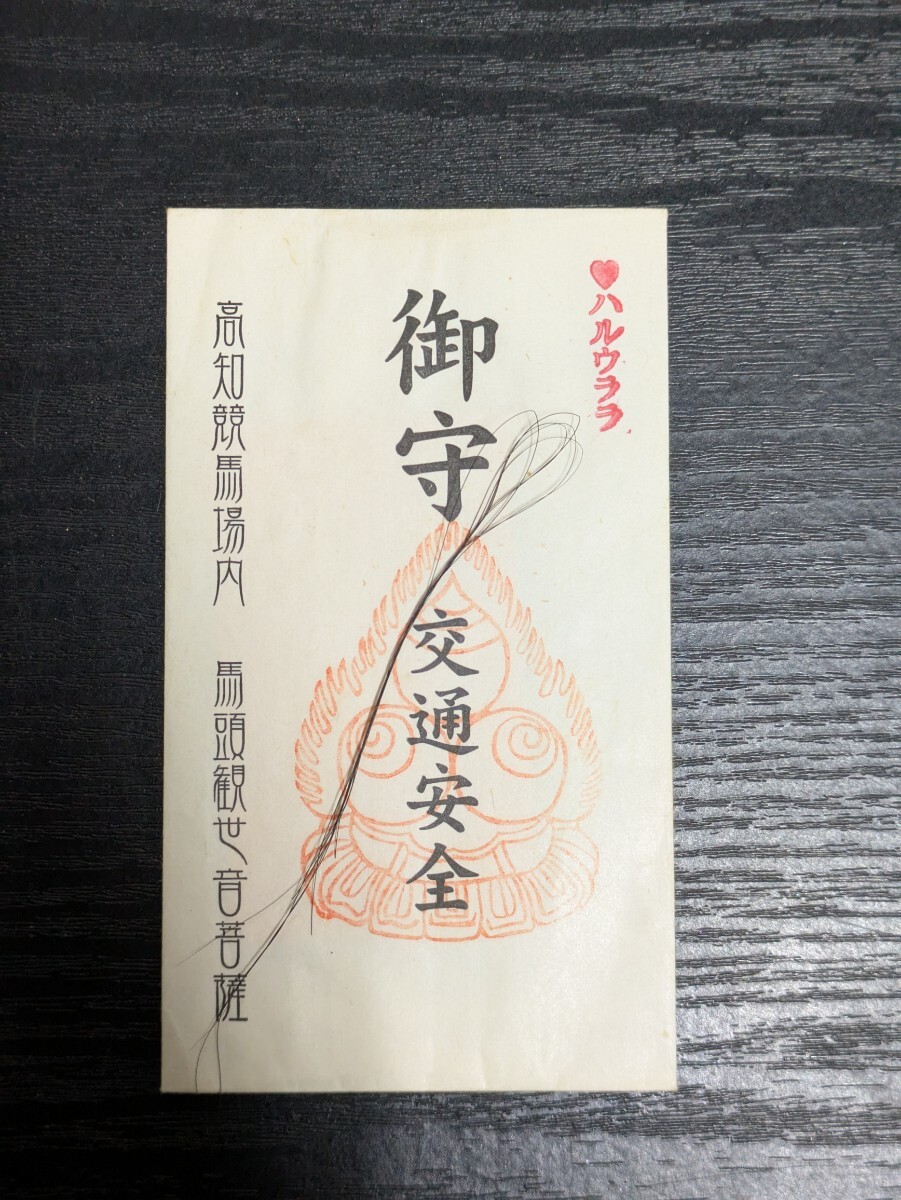 ♥ハルウララ
御守 交通安全
高知競馬場内 馬頭観世音菩薩